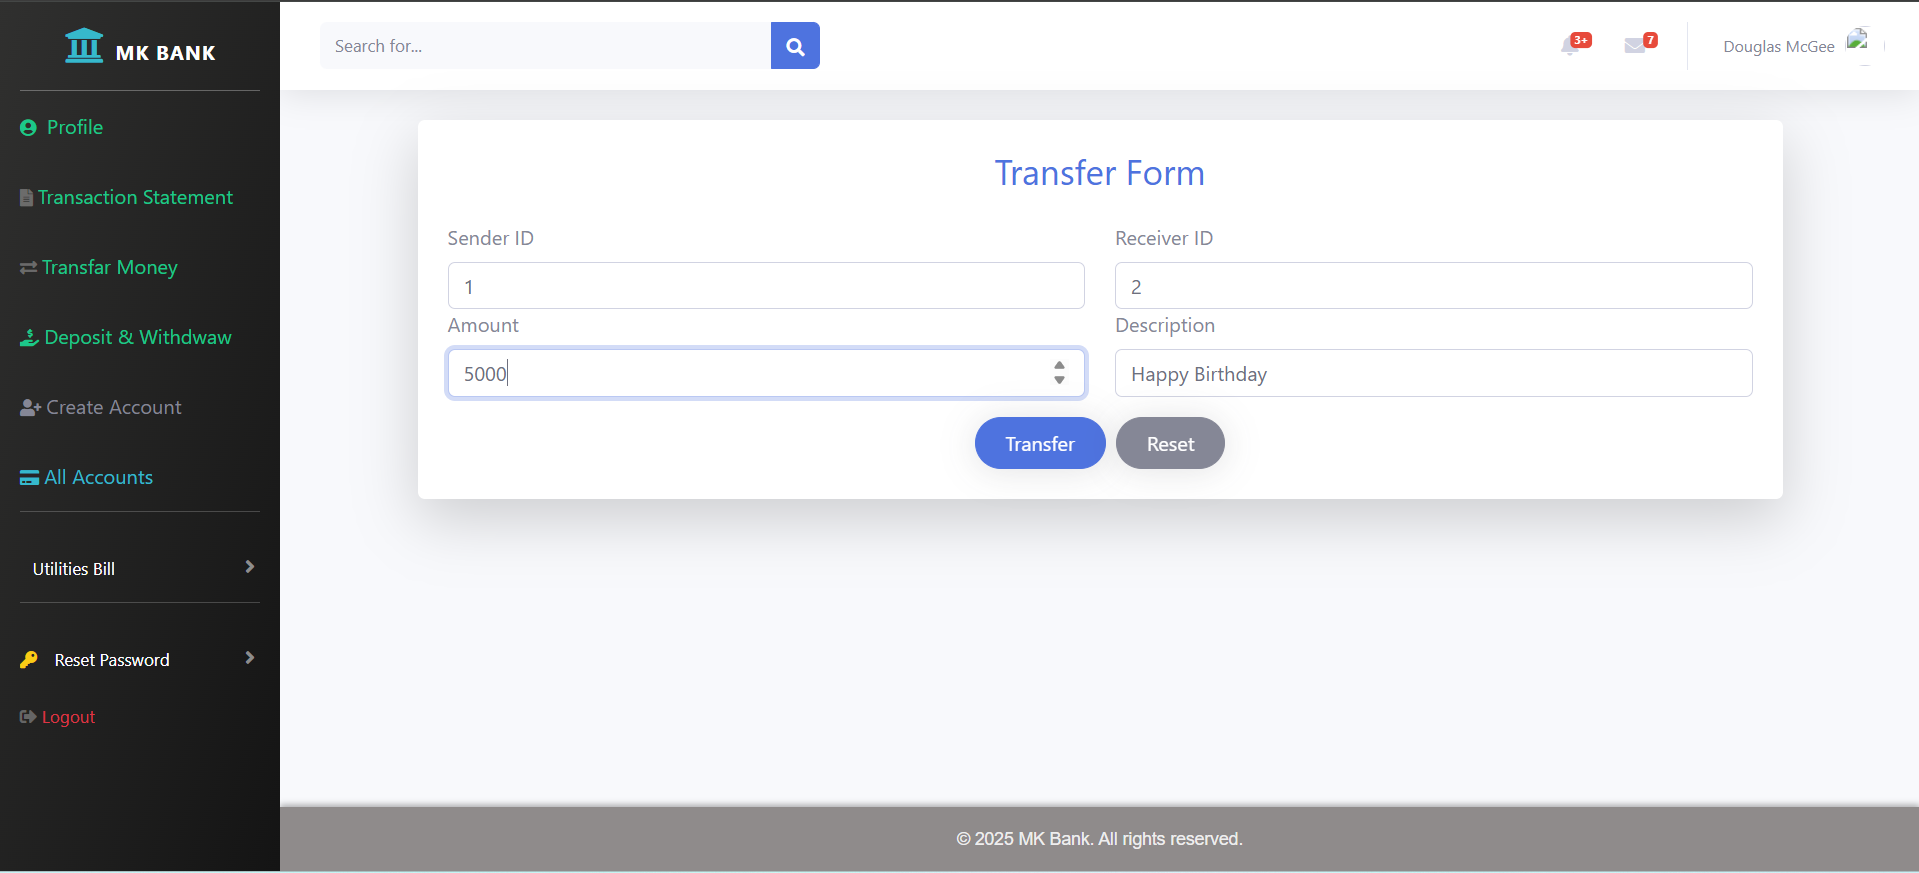 MK BANK
Profile
Transaction Statement
Transfar Money
Deposit & Withdwaw
Create Account
All Accounts
Utilities Bill
Reset Password
Logout
Search for...
3+
7
Douglas McGee
Transfer Form
Sender ID
Receiver ID
1
2
Amount
Description
5000
Happy Birthday
Transfer
Reset
© 2025 MK Bank. All rights reserved.